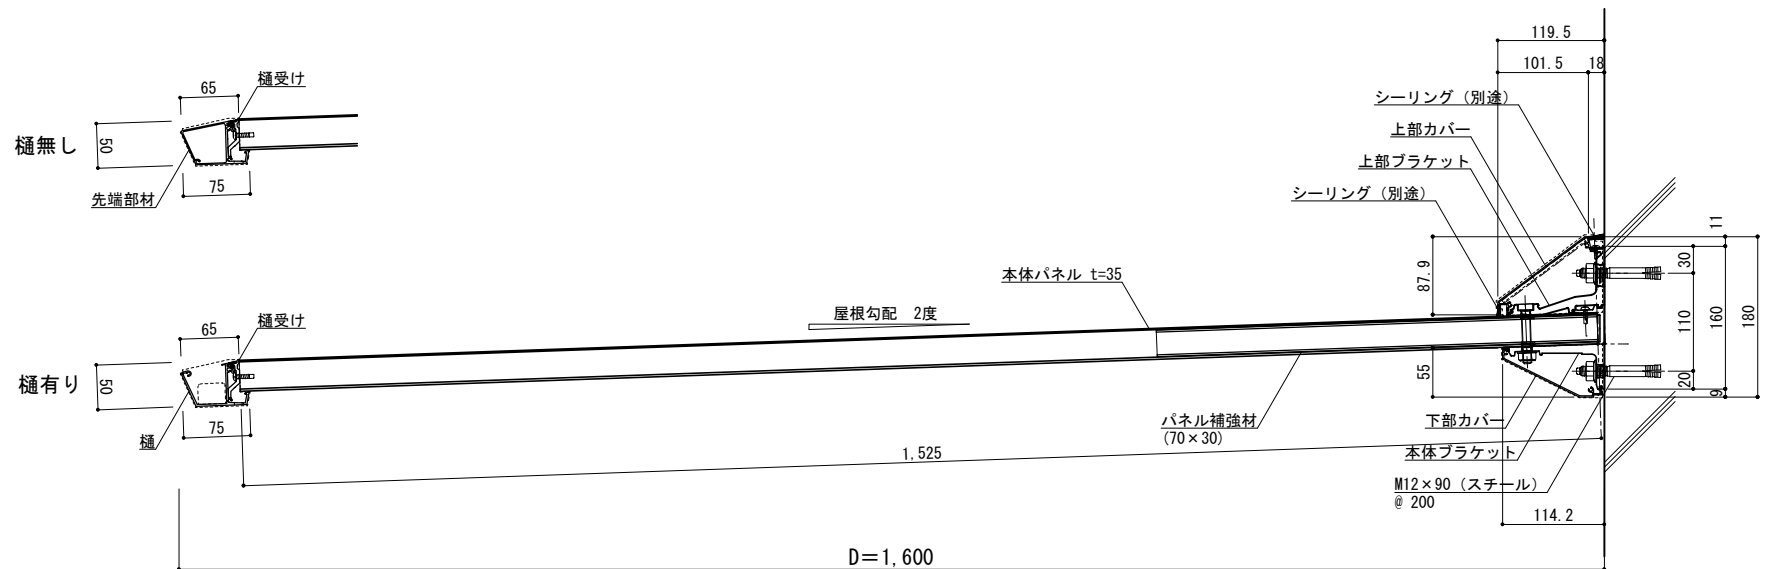 119.5
101.5
18
65
樋受け
シーリング（別途）
上部カバー
樋無し
50
上部ブラケット
75
先端部材
シーリング（別途）
11
本体パネル t=35
87.9
30
屋根勾配　2度
65
樋受け
110
160
180
樋有り
50
55
20
9
75
樋
パネル補強材
(70×30)
下部カバー
1,525
本体ブラケット
M12×90（スチール）
@ 200
114.2
D＝1,600